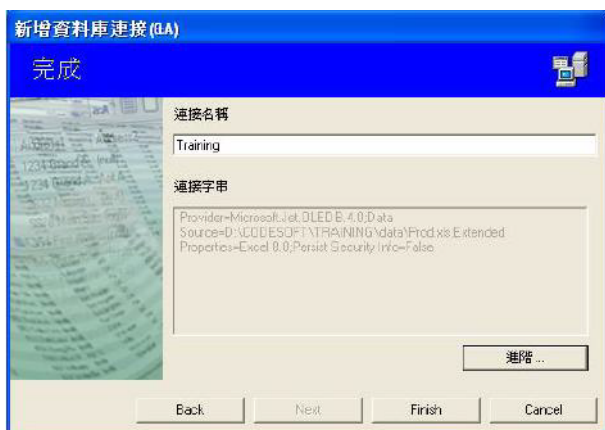 新增資料庫連接(QA)
完成
連接名稱
Training
連接字串
Provider=Microsoft.Jet.OLEDB.4.0;Data
Source=D:\CODESOFT\TRAINING\data\Prod.xls;Extended
Properties=Excel 8.0;Persist Security Info=False
進階 ...
Back
Next
Finish
Cancel